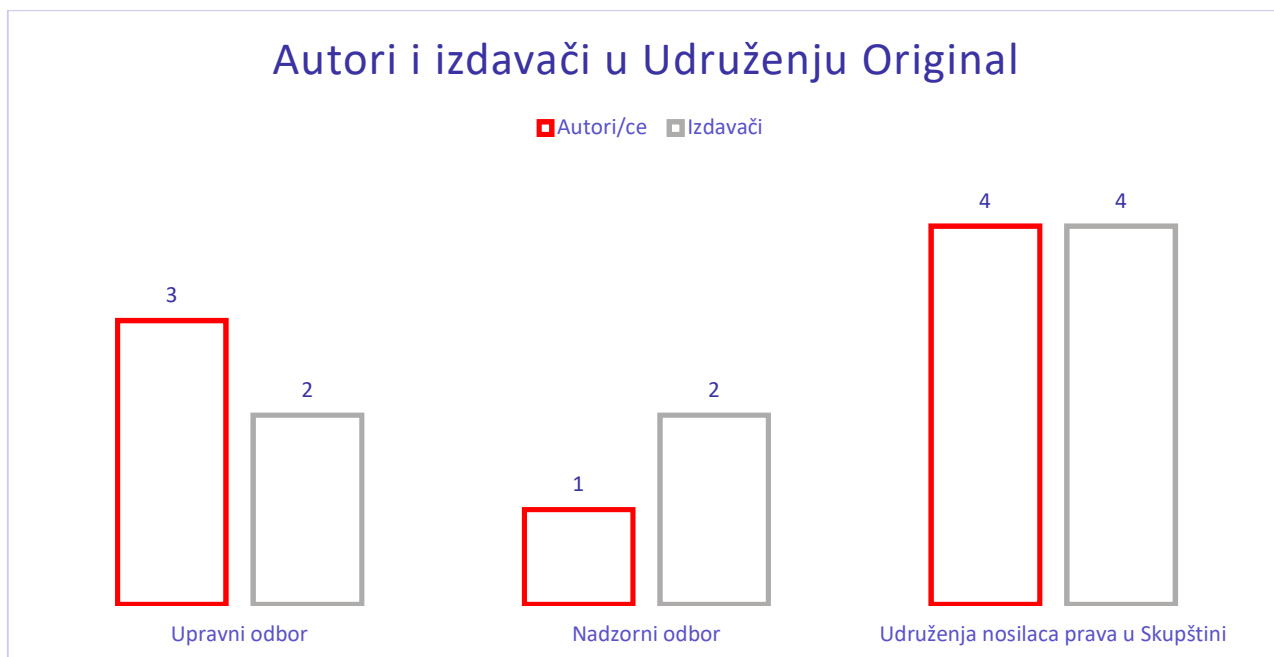 Autori i izdavači u Udruženju Original
Autori/ce Izdavači
4 4
3
2 2
1
Upravni odbor Nadzorni odbor Udruženja nosilaca prava u Skupštini